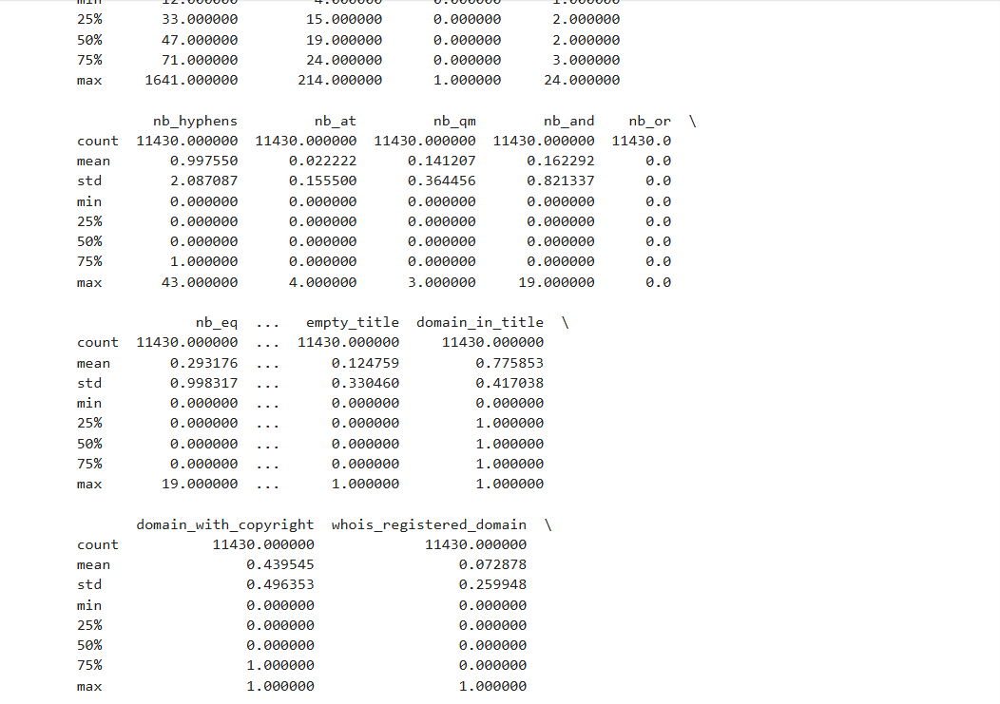 min 12.000000 4.000000 0.000000 1.000000
25% 33.000000 15.000000 0.000000 2.000000
50% 47.000000 19.000000 0.000000 2.000000
75% 71.000000 24.000000 0.000000 3.000000
max 1641.000000 214.000000 1.000000 24.000000
nb_hyphens nb_at nb_qm nb_and nb_or \
count 11430.000000 11430.000000 11430.000000 11430.000000 11430.0
mean 0.997550 0.022222 0.141207 0.162292 0.0
std 2.087087 0.155500 0.364456 0.821337 0.0
min 0.000000 0.000000 0.000000 0.000000 0.0
25% 0.000000 0.000000 0.000000 0.000000 0.0
50% 0.000000 0.000000 0.000000 0.000000 0.0
75% 1.000000 0.000000 0.000000 0.000000 0.0
max 43.000000 4.000000 3.000000 19.000000 0.0
nb_eq ... empty_title domain_in_title \
count 11430.000000 ... 11430.000000 11430.000000
mean 0.293176 ... 0.124759 0.775853
std 0.998317 ... 0.330460 0.417038
min 0.000000 ... 0.000000 0.000000
25% 0.000000 ... 0.000000 1.000000
50% 0.000000 ... 0.000000 1.000000
75% 0.000000 ... 0.000000 1.000000
max 19.000000 ... 1.000000 1.000000
domain_with_copyright whois_registered_domain \
count 11430.000000 11430.000000
mean 0.439545 0.072878
std 0.496353 0.259948
min 0.000000 0.000000
25% 0.000000 0.000000
50% 0.000000 0.000000
75% 1.000000 0.000000
max 1.000000 1.000000